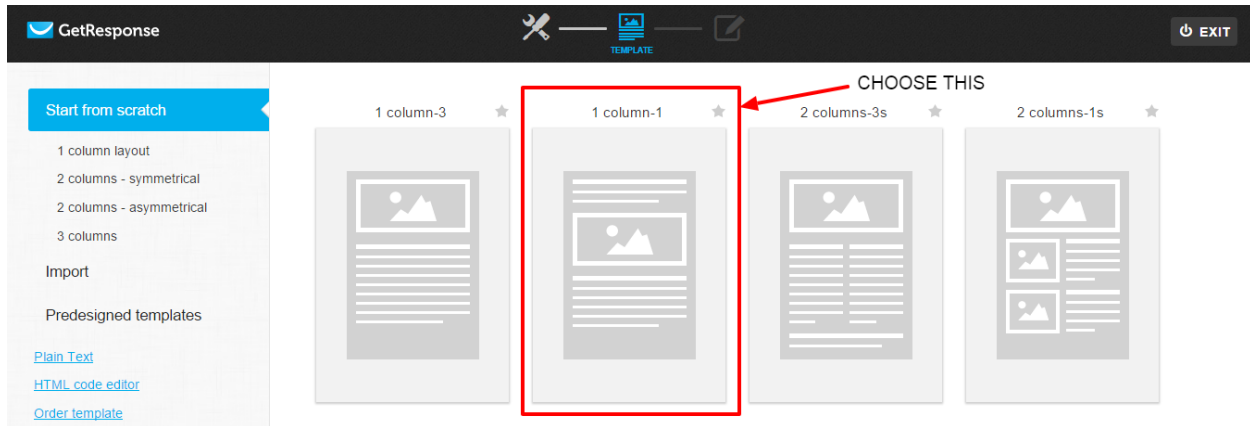 GetResponse
TEMPLATE
EXIT
CHOOSE THIS
Start from scratch
1 column layout
2 columns - symmetrical
2 columns - asymmetrical
3 columns
Import
Predesigned templates
Plain Text
HTML code editor
Order template
1 column-3
1 column-1
2 columns-3s
2 columns-1s